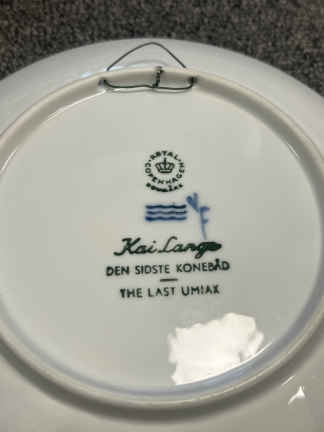 ROYAL
COPENHAGEN
DENMARK
Kai Lange
DEN SIDSTE KONEBÅD
THE LAST UMIAK